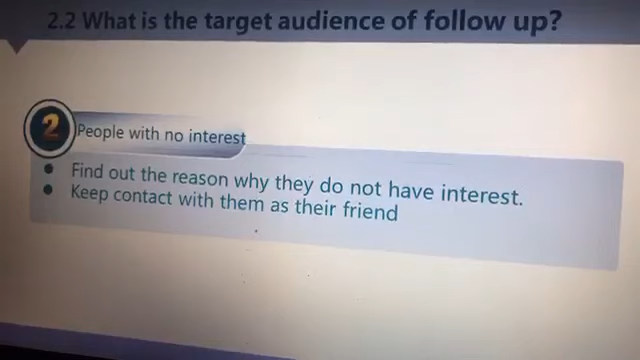 2.2 What is the target audience of follow up?
2
People with no interest
● Find out the reason why they do not have interest.
● Keep contact with them as their friend